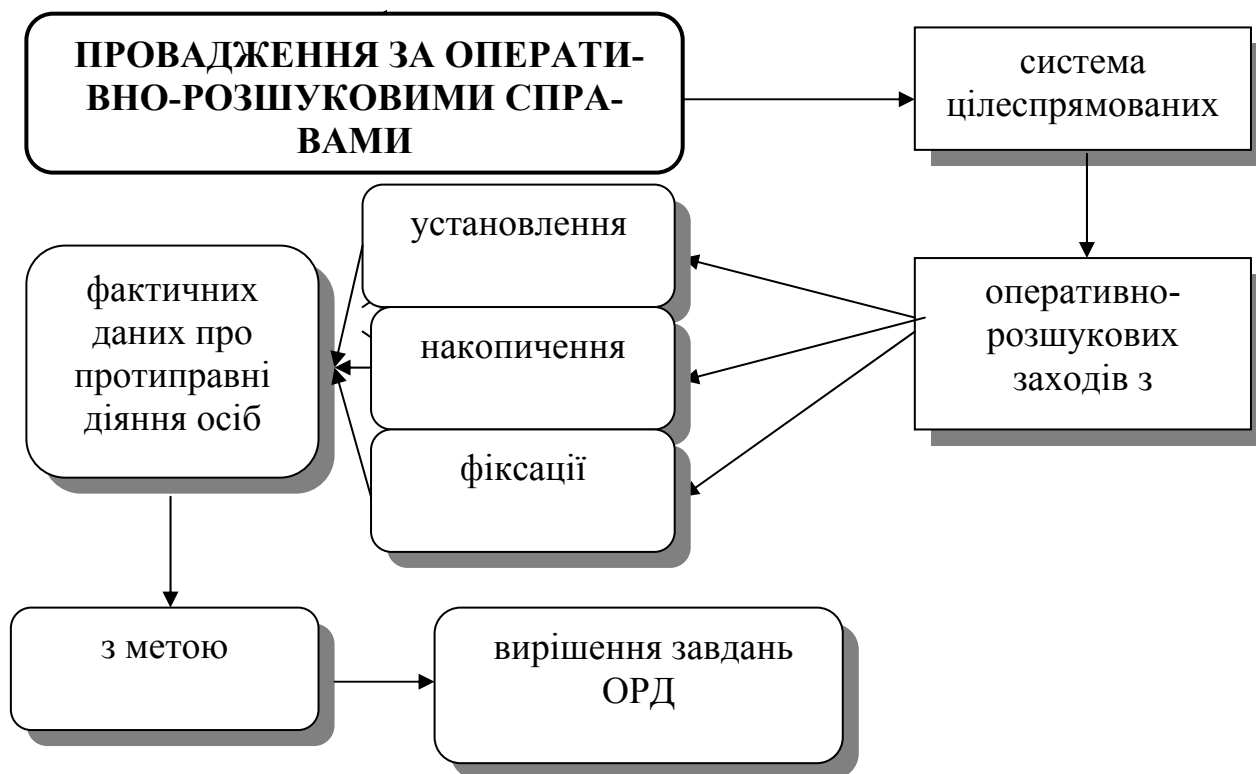 ПРОВАДЖЕННЯ ЗА ОПЕРАТИ-
ВНО-РОЗШУКОВИМИ СПРА-
ВАМИ
система
цілеспрямованих
оперативно-
розшукових
заходів з
установлення
накопичення
фіксації
фактичних
даних про
протиправні
діяння осіб
з метою
вирішення завдань
ОРД